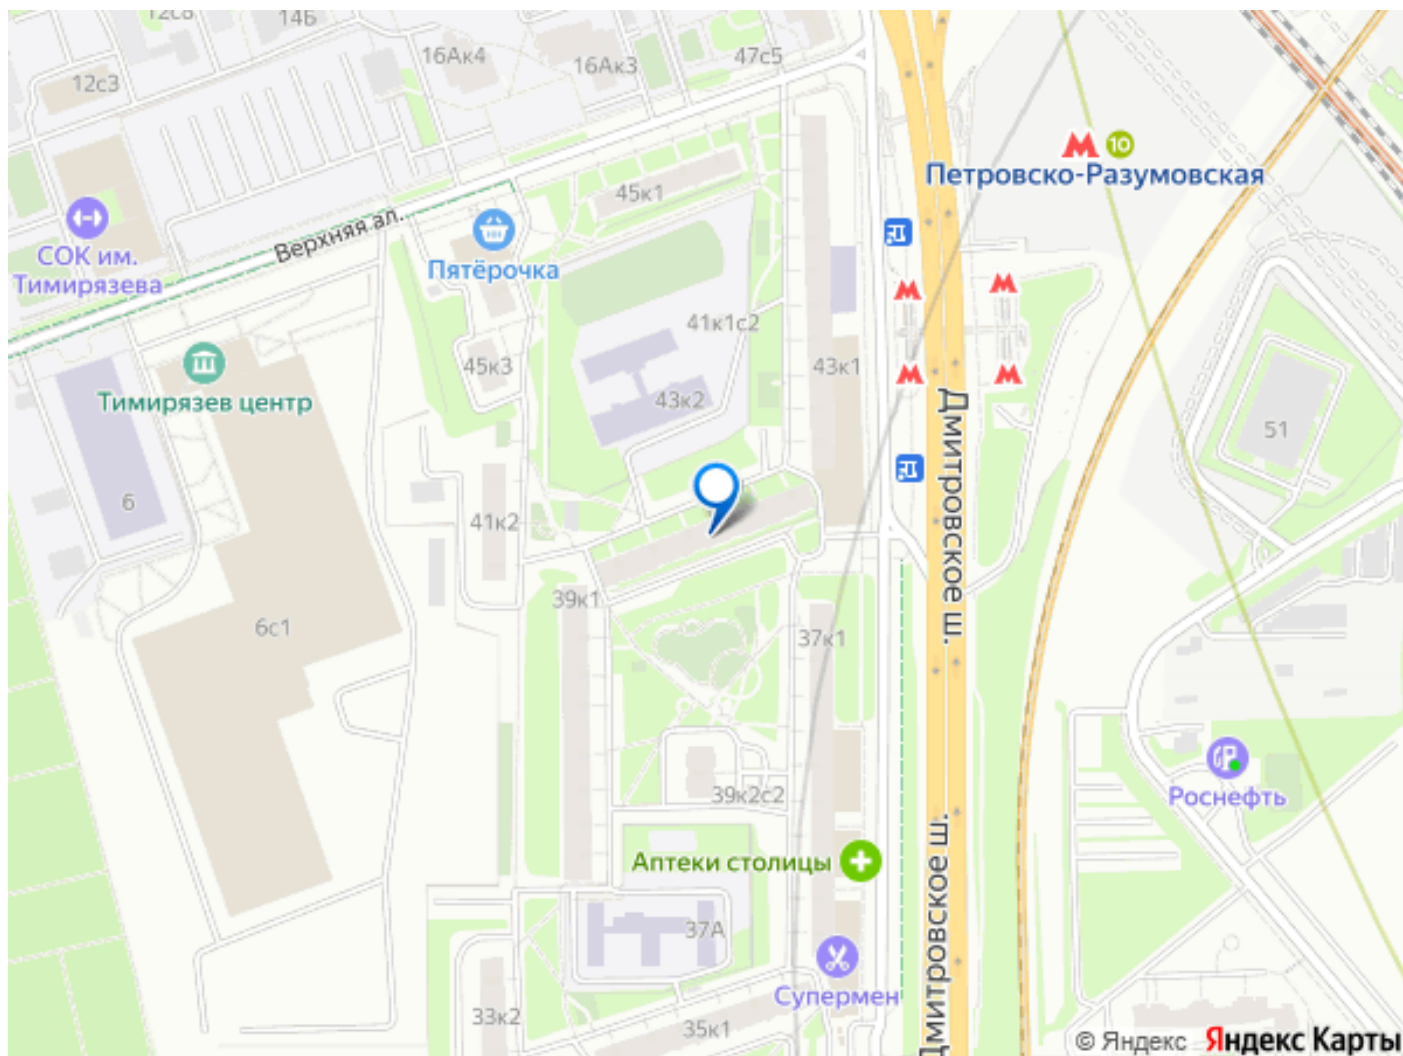 12с8
14Б
16Ак4
16Ак3
47с5
12с3
10
Петровско-Разумовская
45к1
Верхняя ал.
СОК им.
Тимирязева
Пятёрочка
41к1с2
45к3
43к1
Тимирязев центр
43к2
51
Дмитровское ш.
6
41к2
39к1
6с1
37к1
39к2с2
Роснефть
Аптеки столицы
Дмитровское ш.
37А
Супермен
33к2
35к1
© Яндекс Яндекс Карты